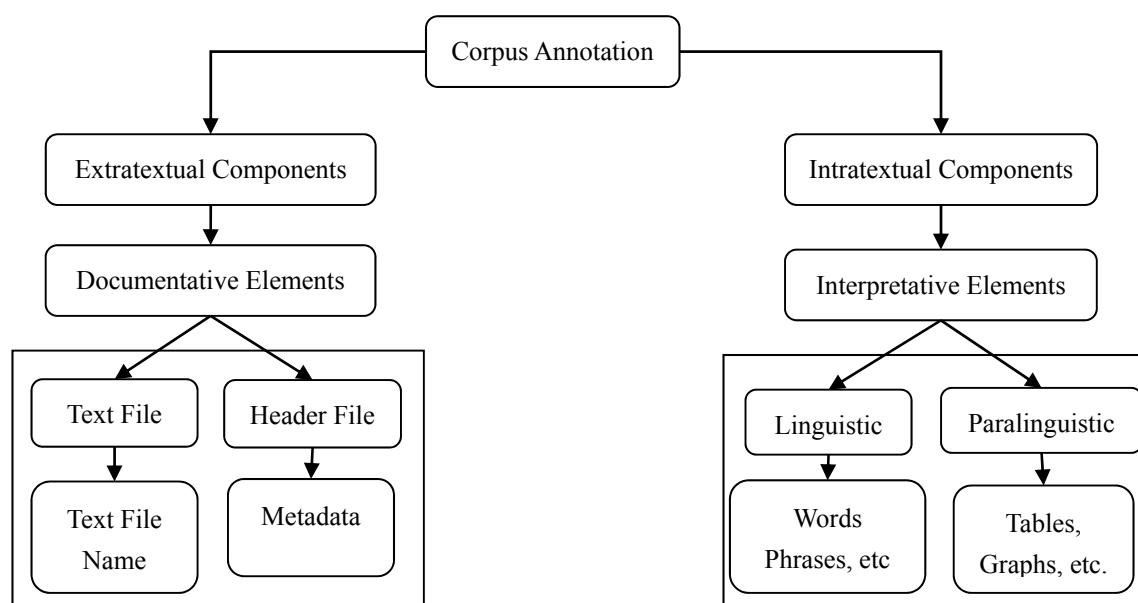 Corpus Annotation
Extratextual Components
Intratextual Components
Documentative Elements
Interpretative Elements
Text File
Header File
Linguistic
Paralinguistic
Text File
Name
Metadata
Words
Phrases, etc
Tables,
Graphs, etc.